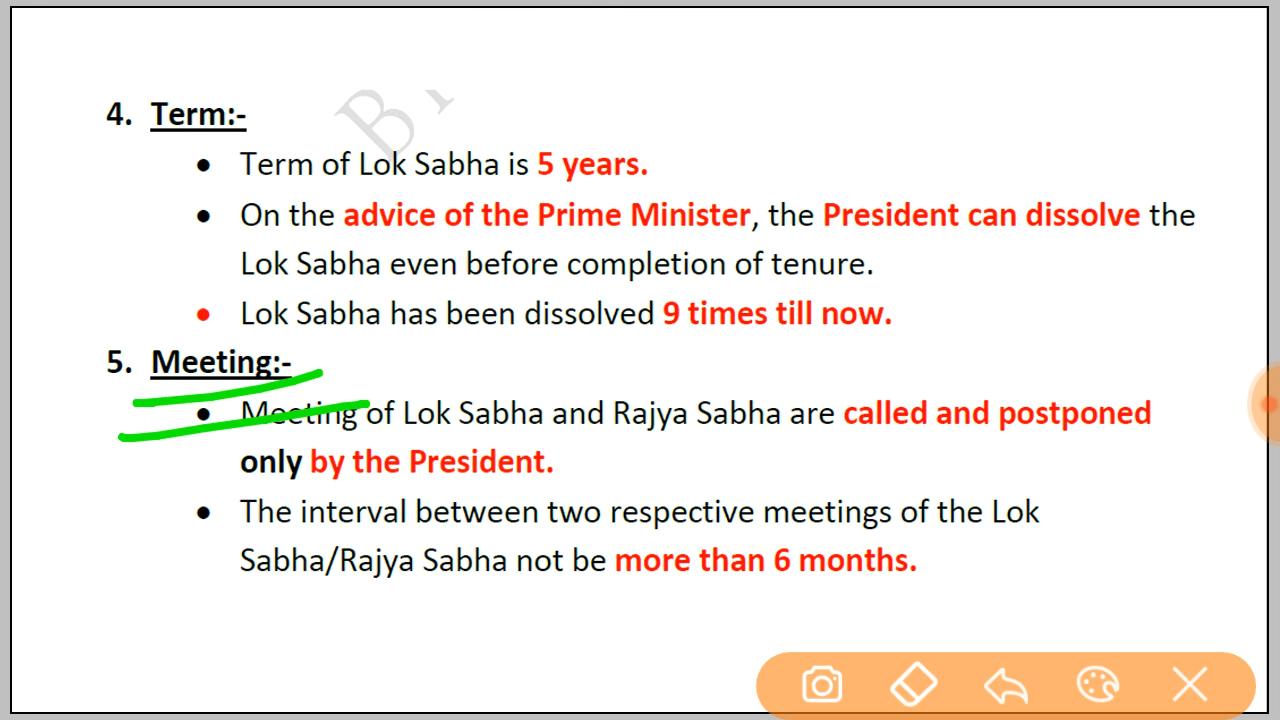 4. Term:-
• Term of Lok Sabha is 5 years.
• On the advice of the Prime Minister, the President can dissolve the
Lok Sabha even before completion of tenure.
• Lok Sabha has been dissolved 9 times till now.
5. Meeting:-
• Meeting of Lok Sabha and Rajya Sabha are called and postponed
only by the President.
• The interval between two respective meetings of the Lok
Sabha/Rajya Sabha not be more than 6 months.